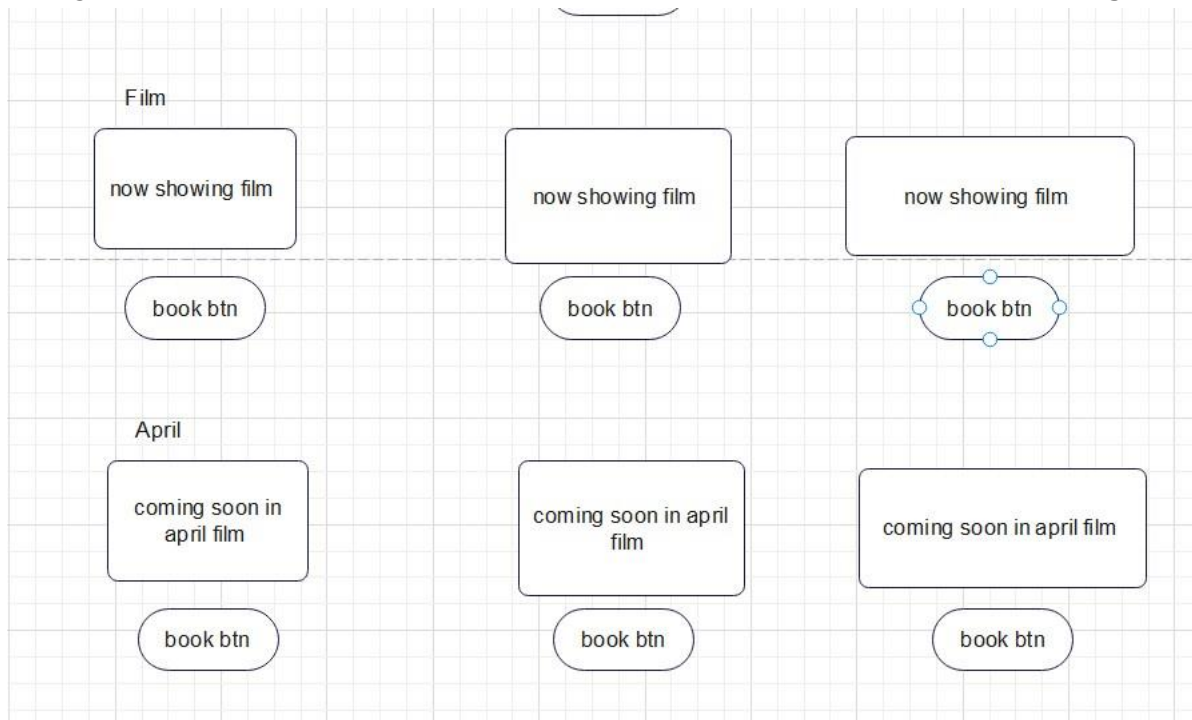 Film
now showing film
now showing film
now showing film
book btn
book btn
book btn
April
coming soon in
april film
coming soon in april
film
coming soon in april film
book btn
book btn
book btn